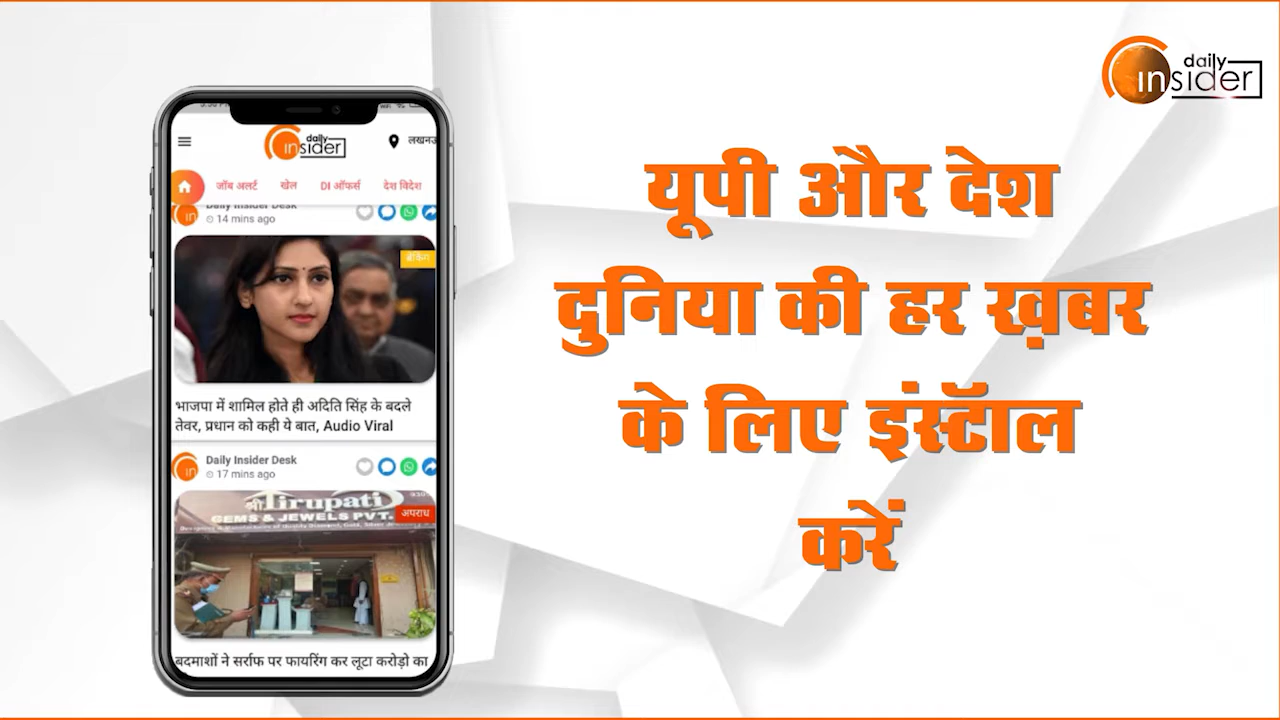 daily
insider
यूपी और देश
दुनिया की हर ख़बर
के लिए इंस्टॉल
करें
daily
insider
लखनऊ
जॉब अलर्ट खेल DI ऑफर्स देश विदेश
Daily Insider Desk
14 mins ago
ब्रेकिंग
भाजपा में शामिल होते ही अदिति सिंह के बदले
तेवर, प्रधान को कही ये बात, Audio Viral
in
Daily Insider Desk
17 mins ago
श्री Tirupati
GEMS & JEWELS PVT.
अपराध
बदमाशों ने सर्राफ पर फायरिंग कर लूटा करोड़ो का